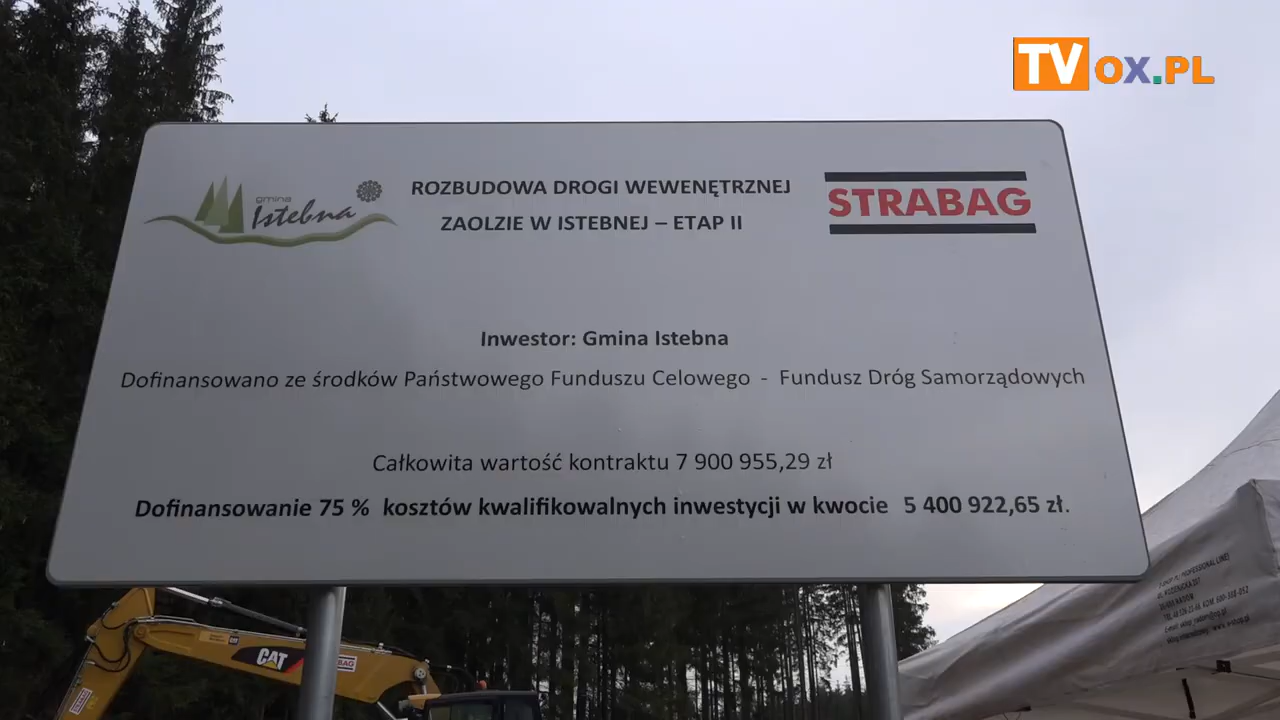 TVOX.PL
gmina
Istebna
ROZBUDOWA DROGI WEWENĘTRZNEJ
ZAOLZIE W ISTEBNEJ – ETAP II
STRABAG
Inwestor: Gmina Istebna
Dofinansowano ze środków Państwowego Funduszu Celowego - Fundusz Dróg Samorządowych
Całkowita wartość kontraktu 7 900 955,29 zł
Dofinansowanie 75 % kosztów kwalifikowalnych inwestycji w kwocie 5 400 922,65 zł.
CAT